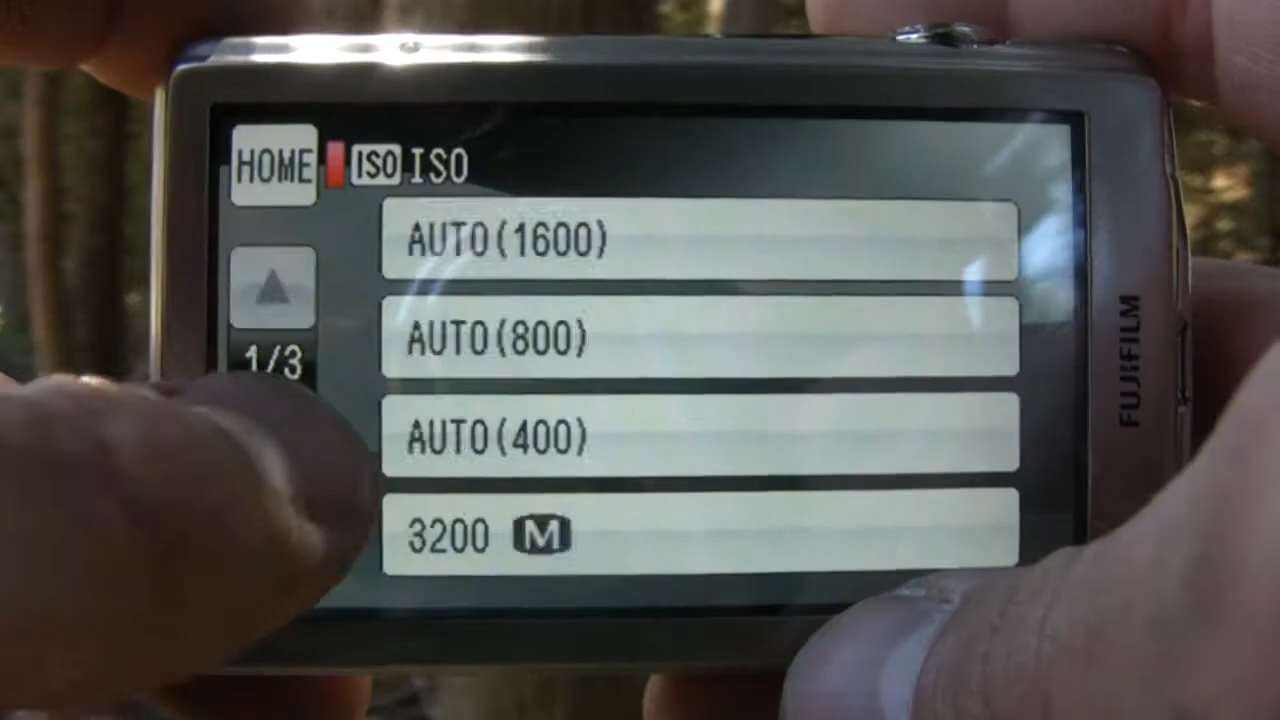 HOME ISO ISO
AUTO(1600)
AUTO(800)
1/3
AUTO(400)
3200 M
FUJIFILM